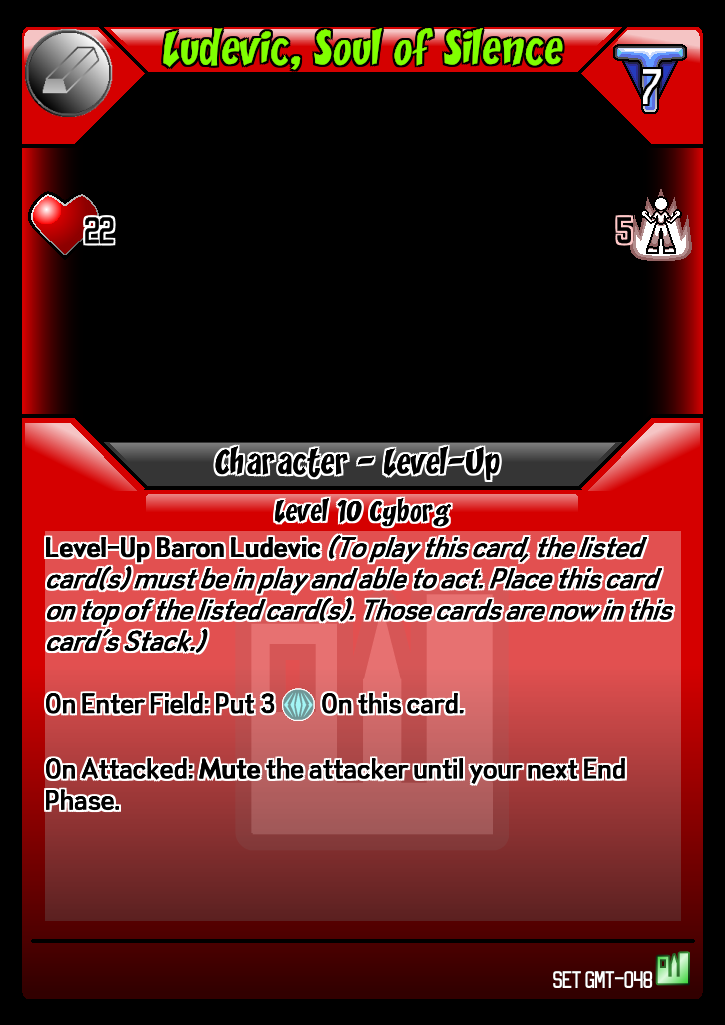 Ludevic, Soul of Silence
7
22
5
Character - Level-Up
Level 10 Cyborg
Level-Up Baron Ludevic (To play this card, the listed
card(s) must be in play and able to act. Place this card
on top of the listed card(s). Those cards are now in this
card's Stack.)
On Enter Field: Put 3 On this card.
On Attacked: Mute the attacker until your next End
Phase.
SET GMT-048